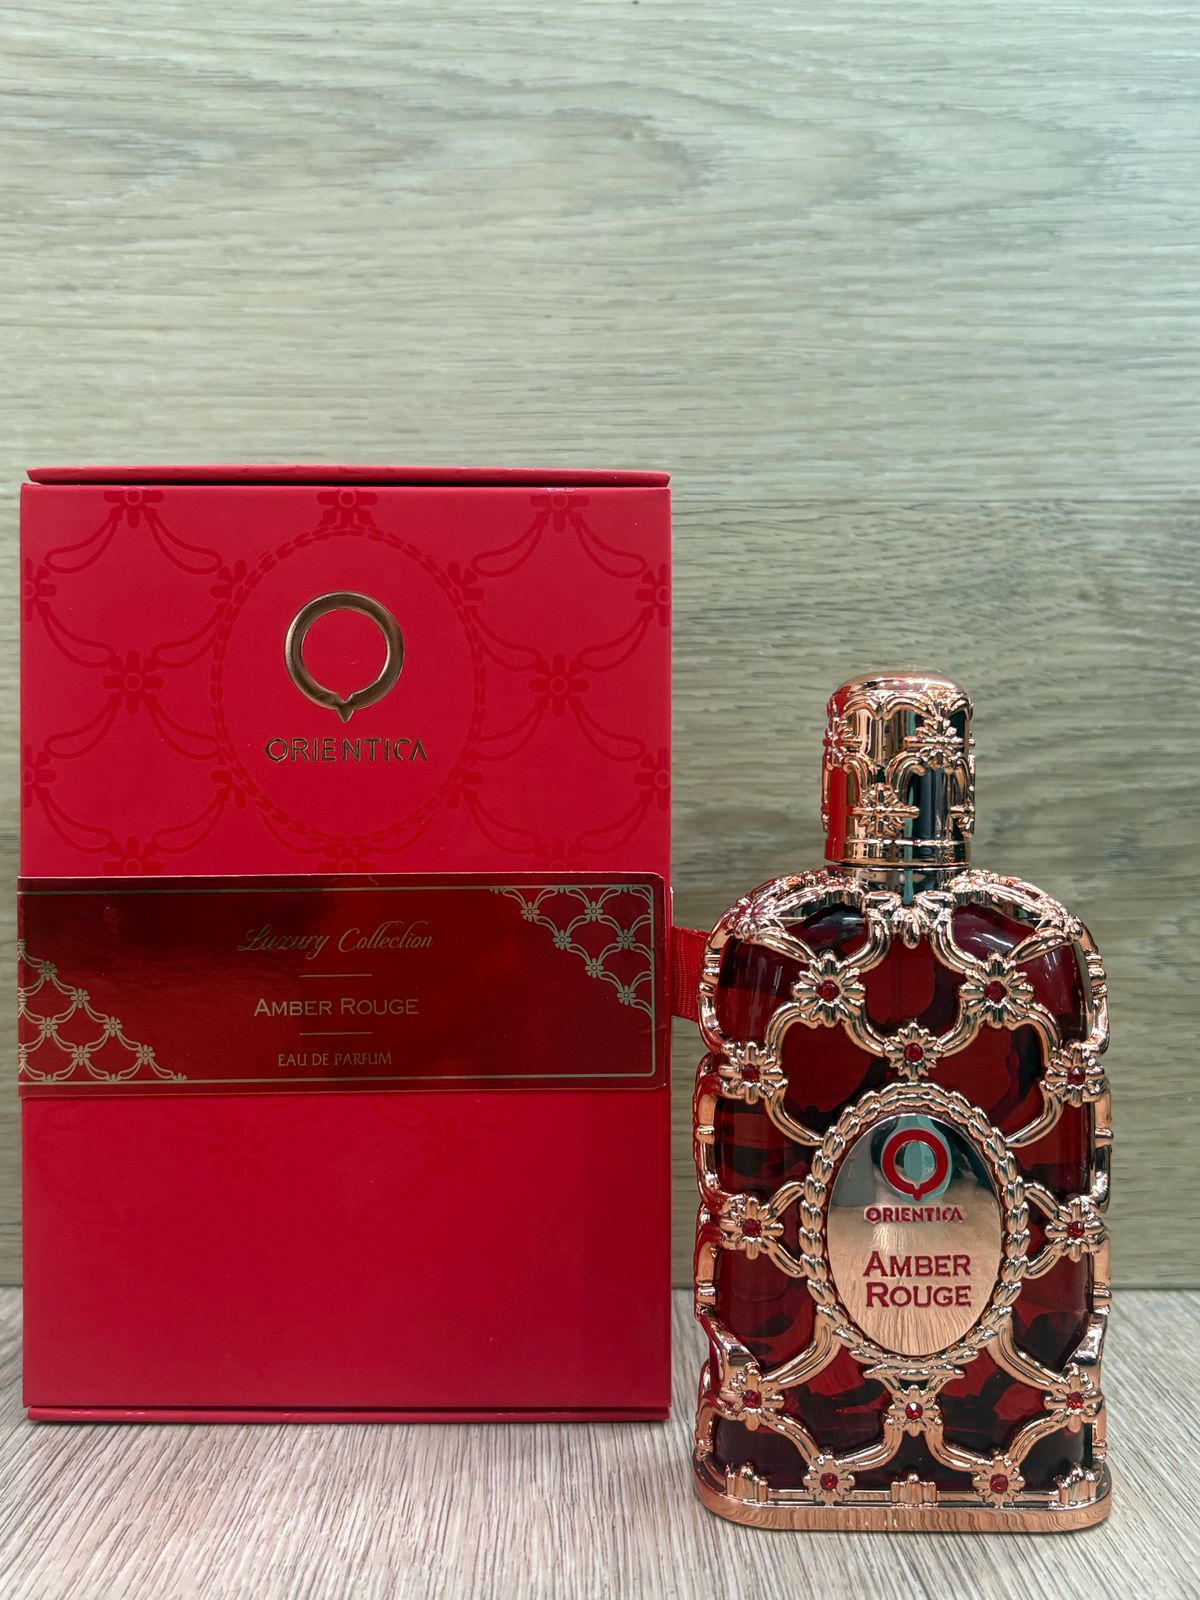 ORIENTICA
Luxury Collection
AMBER ROUGE
EAU DE PARFUM
ORIENTICA
AMBER
ROUGE